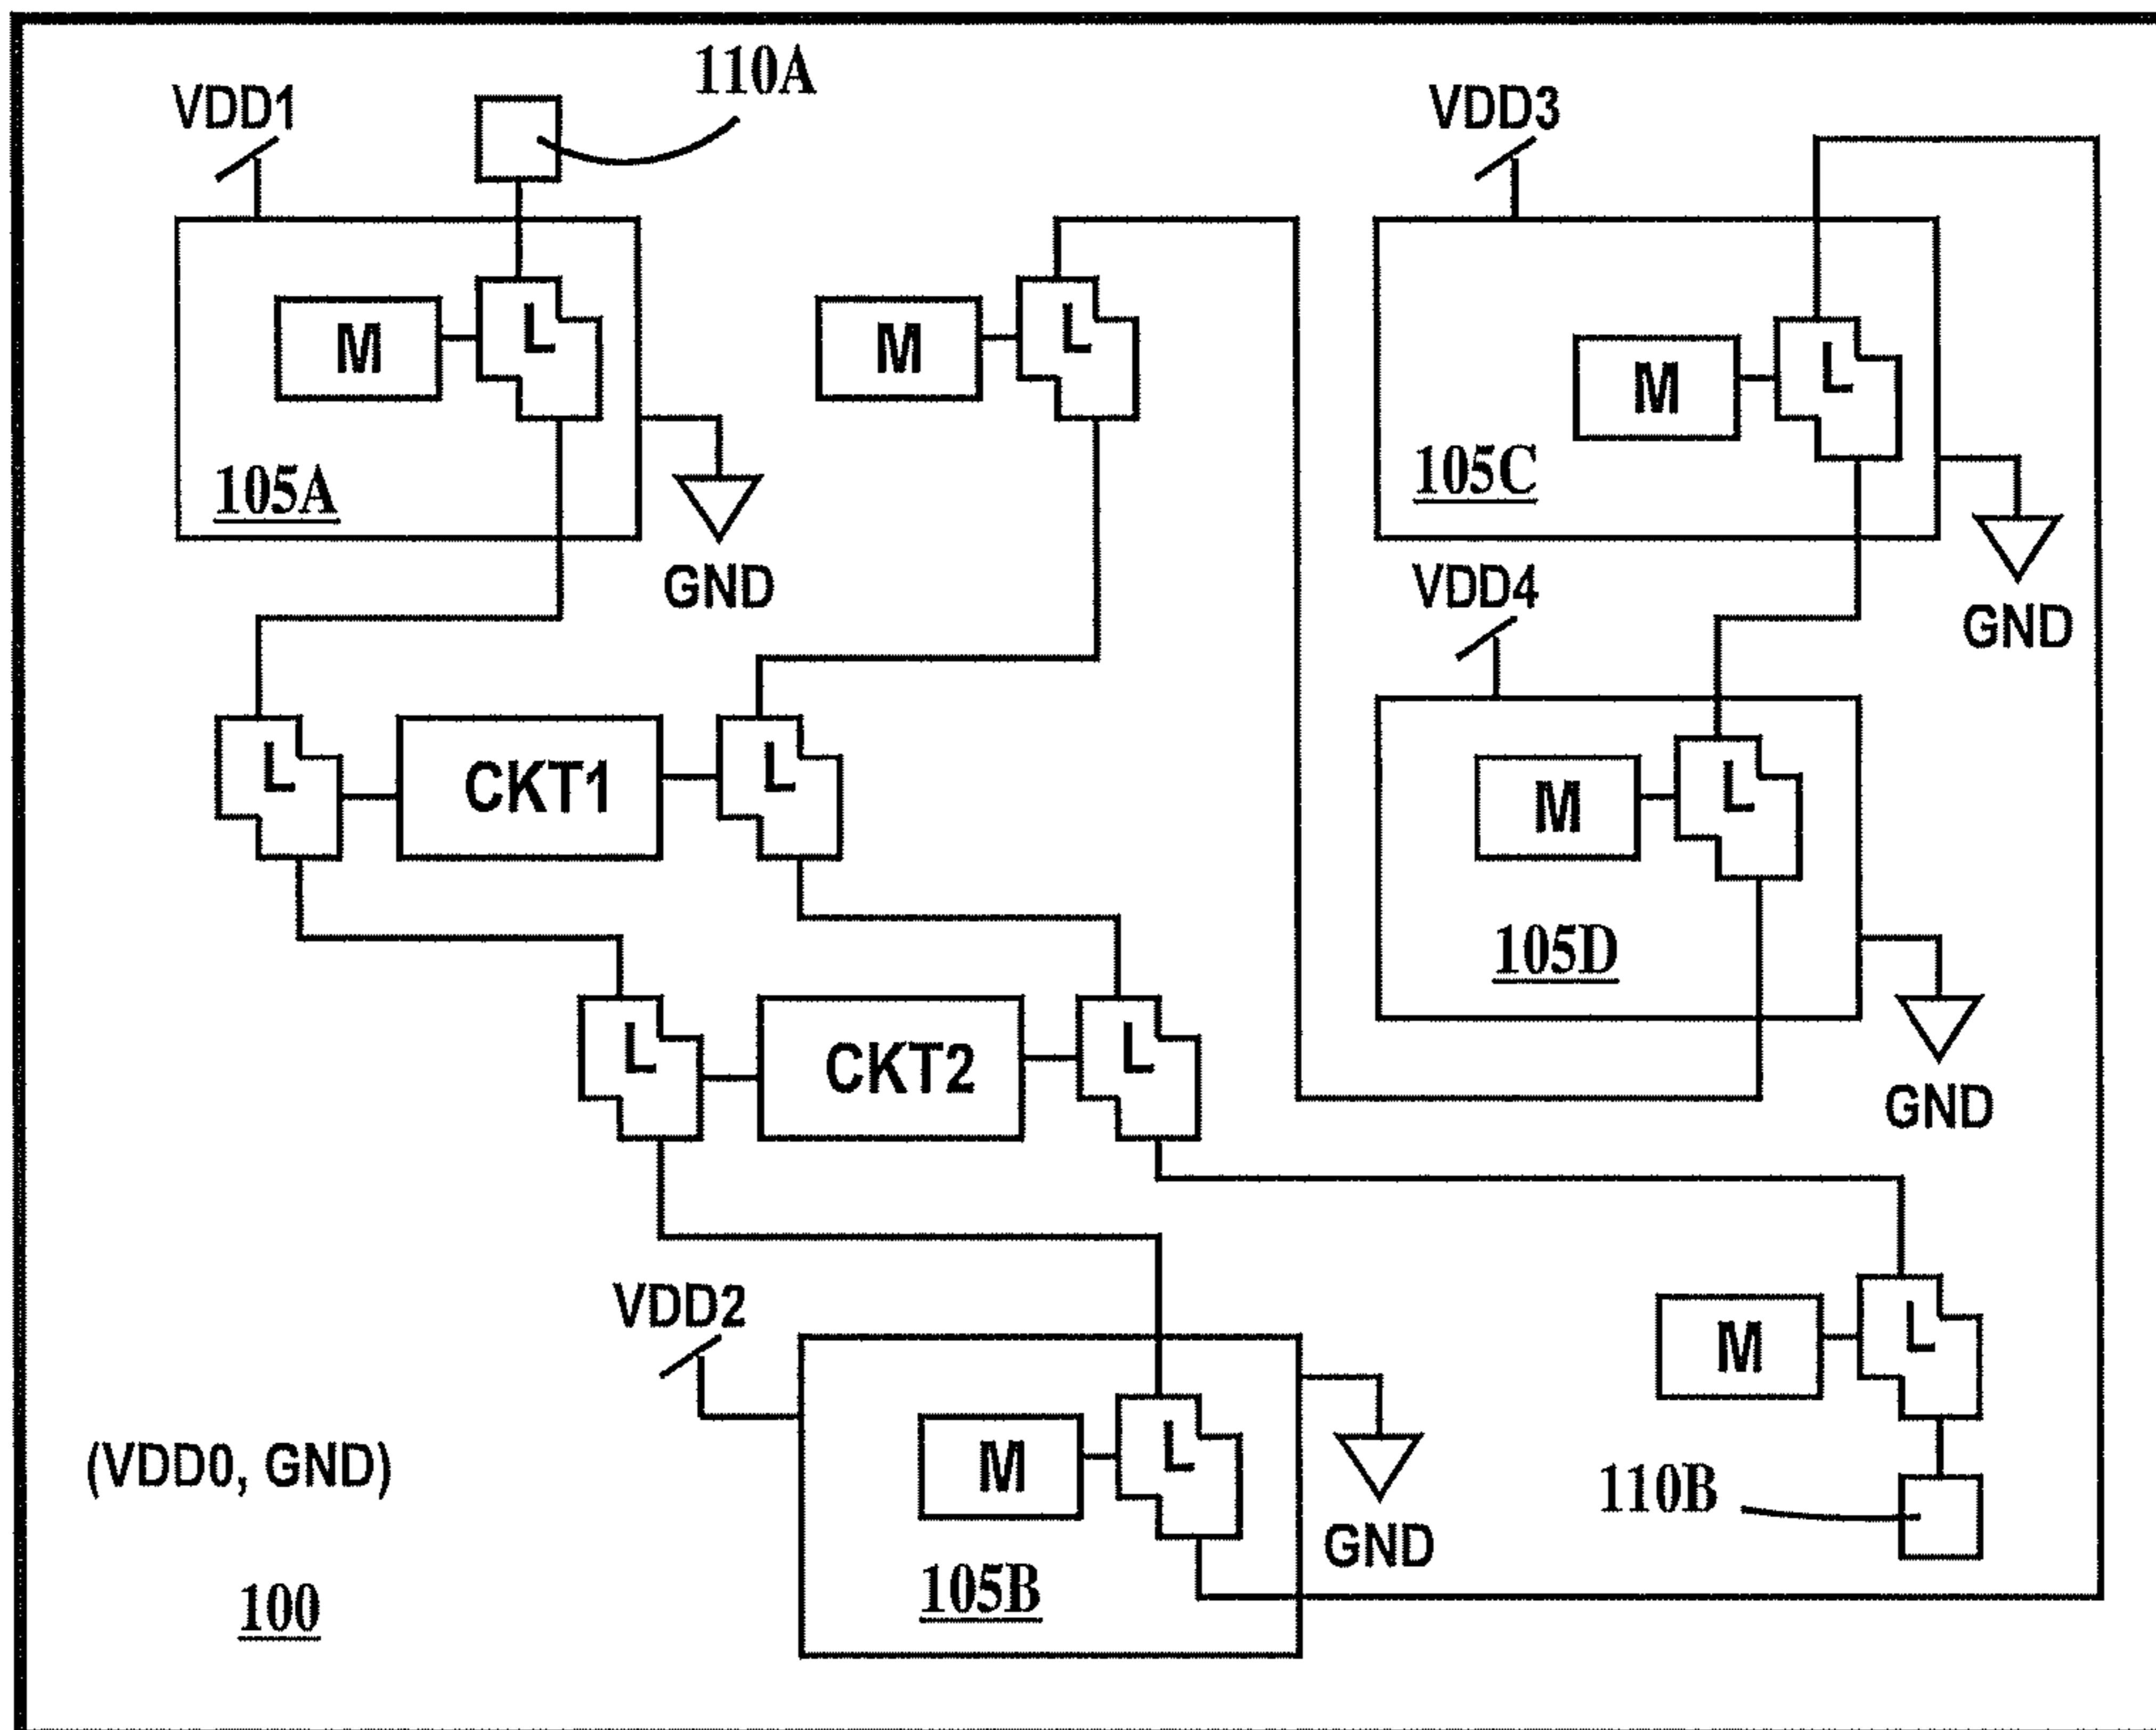 110A
VDD1
VDD3
L
M
L
M
L
M
105A
105C
GND
VDD4
GND
L
CKT1
L
L
M
105D
L
CKT2
L
GND
VDD2
L
M
(VDD0, GND)
L
M
110B
GND
105B
100